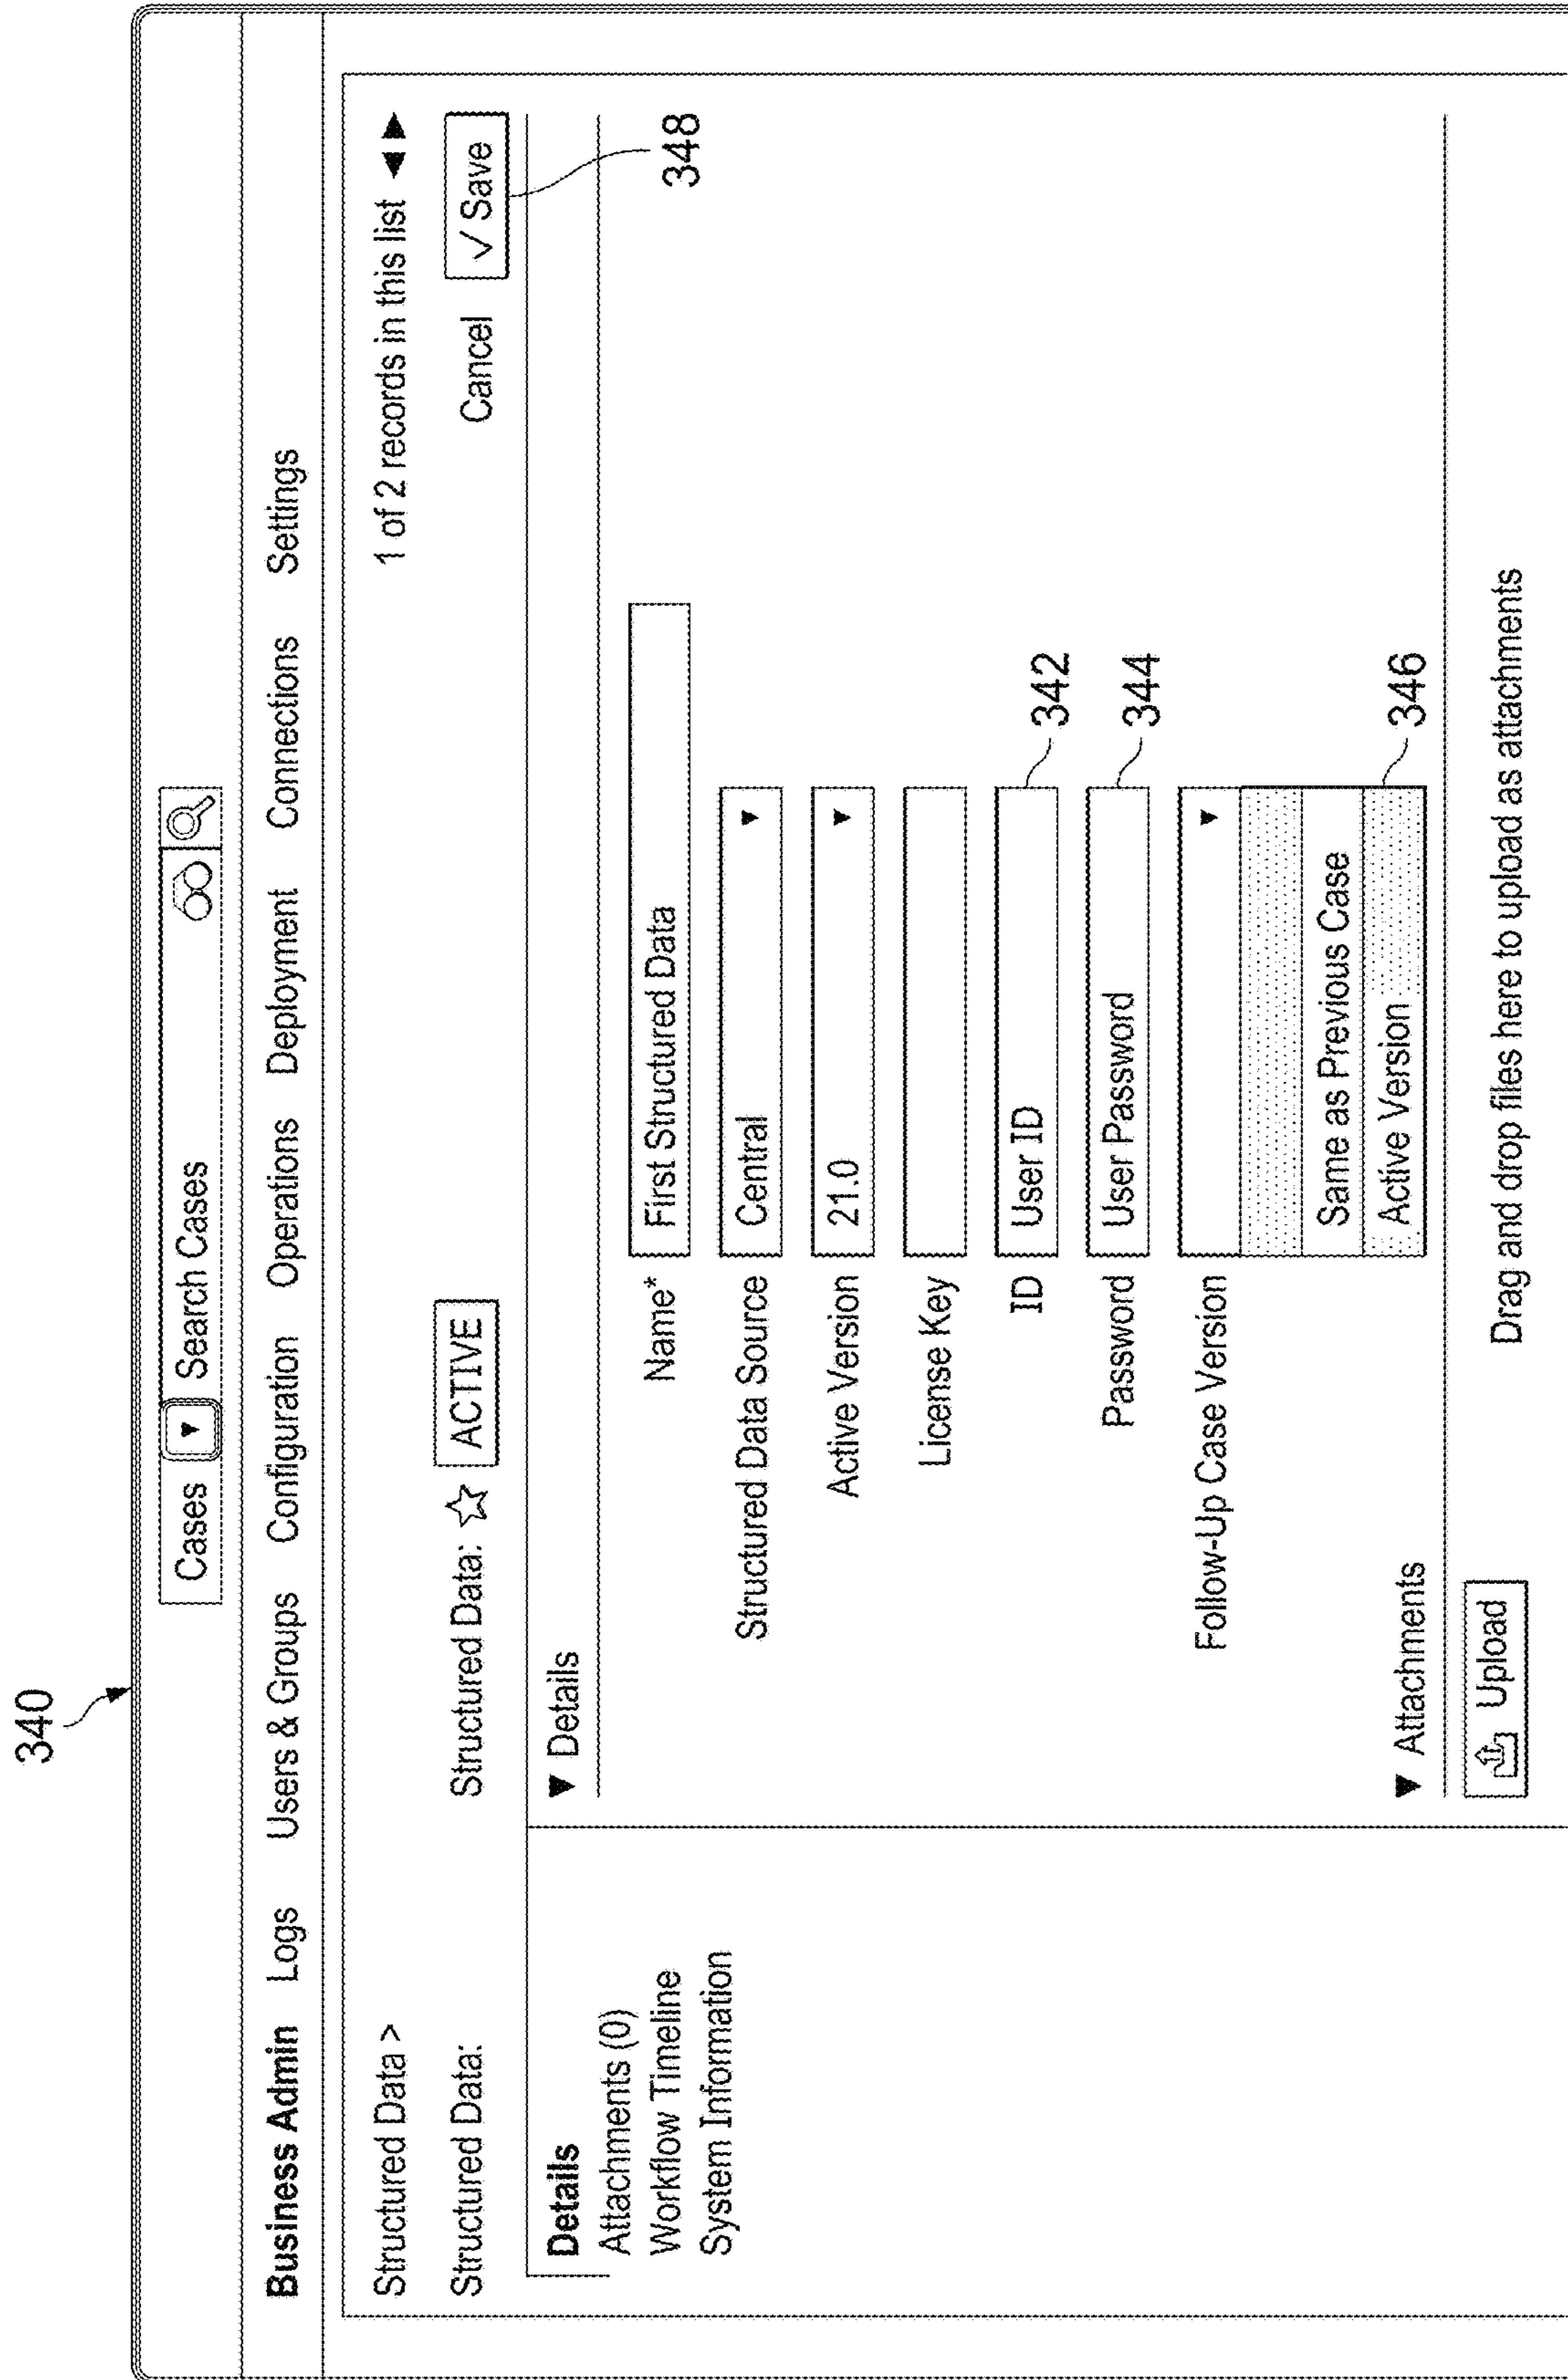 340
Cases ▼ Search Cases
Business Admin Logs Users & Groups Configuration Operations Deployment Connections Settings
Structured Data >
1 of 2 records in this list ◀ ▶
Structured Data:
Structured Data: ☆ ACTIVE
Cancel ✓ Save
348
Details
Attachments (0)
Workflow Timeline
System Information
▼ Details
Name* First Structured Data
Structured Data Source Central ▼
Active Version 21.0 ▼
License Key
ID User ID 342
Password User Password 344
Follow-Up Case Version ▼
Same as Previous Case
Active Version 346
▼ Attachments
Upload
Drag and drop files here to upload as attachments